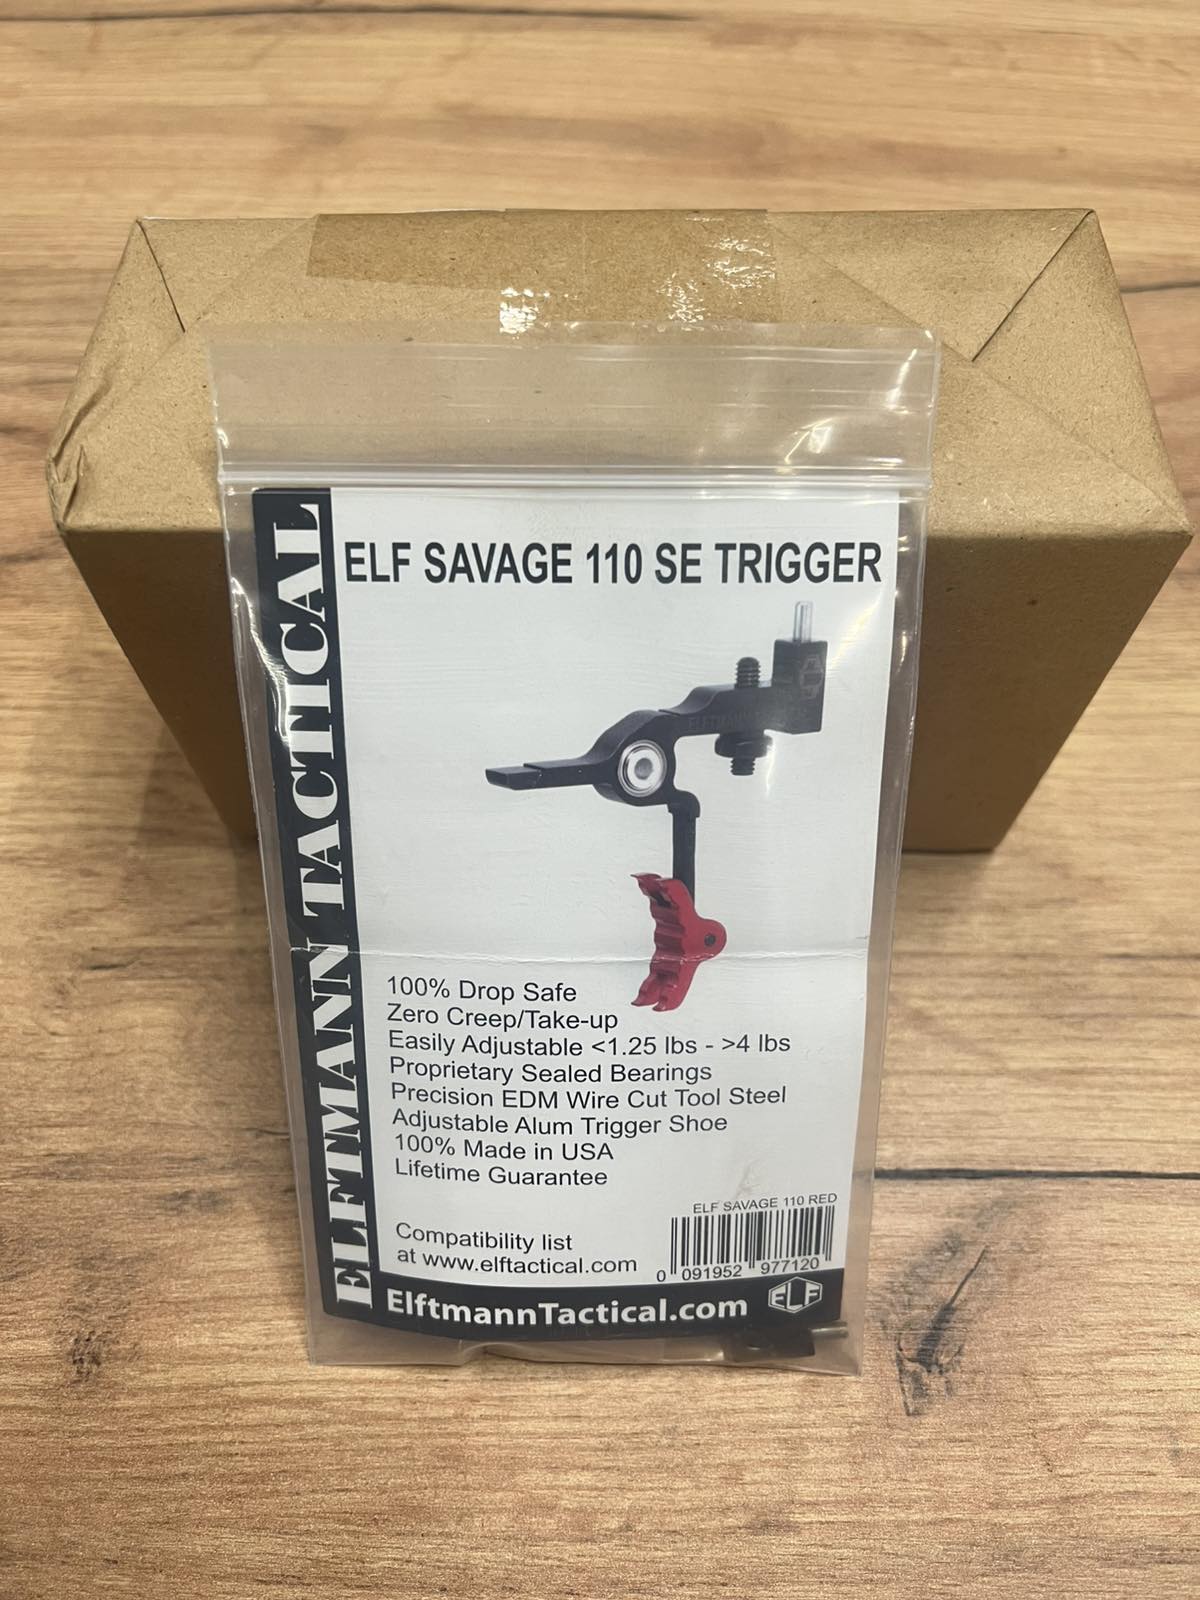 ELFTMANN TACTICAL
ELF SAVAGE 110 SE TRIGGER
100% Drop Safe
Zero Creep/Take-up
Easily Adjustable <1.25 lbs - >4 lbs
Proprietary Sealed Bearings
Precision EDM Wire Cut Tool Steel
Adjustable Alum Trigger Shoe
100% Made in USA
Lifetime Guarantee
ELF SAVAGE 110 RED
Compatibility list
at www.elftactical.com
0 091952 977120
ElftmannTactical.com
ELF